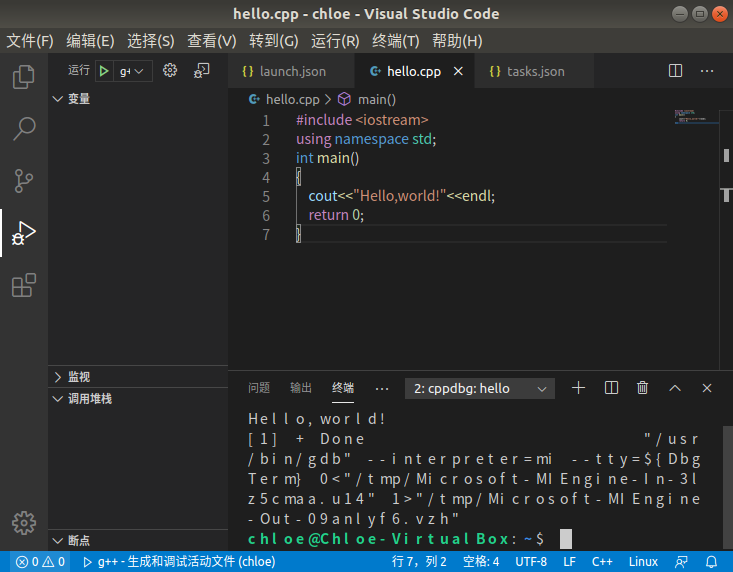 hello.cpp - chloe - Visual Studio Code
文件(F) 编辑(E) 选择(S) 查看(V) 转到(G) 运行(R) 终端(T) 帮助(H)
运行 g+
launch.json hello.cpp tasks.json
变量
hello.cpp > main()
1 #include <iostream>
2 using namespace std;
3 int main()
4 {
5 cout<<"Hello,world!"<<endl;
6 return 0;
7 }
监视
调用堆栈
断点
问题 输出 终端 ··· 2: cppdbg: hello
Hello,world!
[1] + Done "/usr
/bin/gdb" --interpreter=mi --tty=${Dbg
Term} 0<"/tmp/Microsoft-MIEngine-In-3l
z5cmaa.u14" 1>"/tmp/Microsoft-MIEngine
-Out-09anlyf6.vzh"
chloe@Chloe-VirtualBox:~$
0 0 g++ - 生成和调试活动文件 (chloe) 行 7，列 2 空格: 4 UTF-8 LF C++ Linux